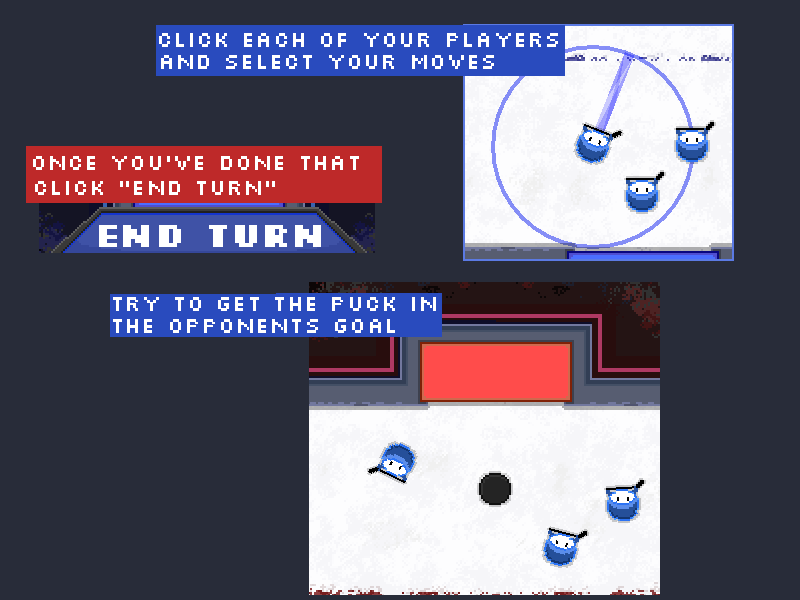 CLICK EACH OF YOUR PLAYERS
AND SELECT YOUR MOVES
ONCE YOU'VE DONE THAT
CLICK "END TURN"
END TURN
TRY TO GET THE PUCK IN
THE OPPONENTS GOAL